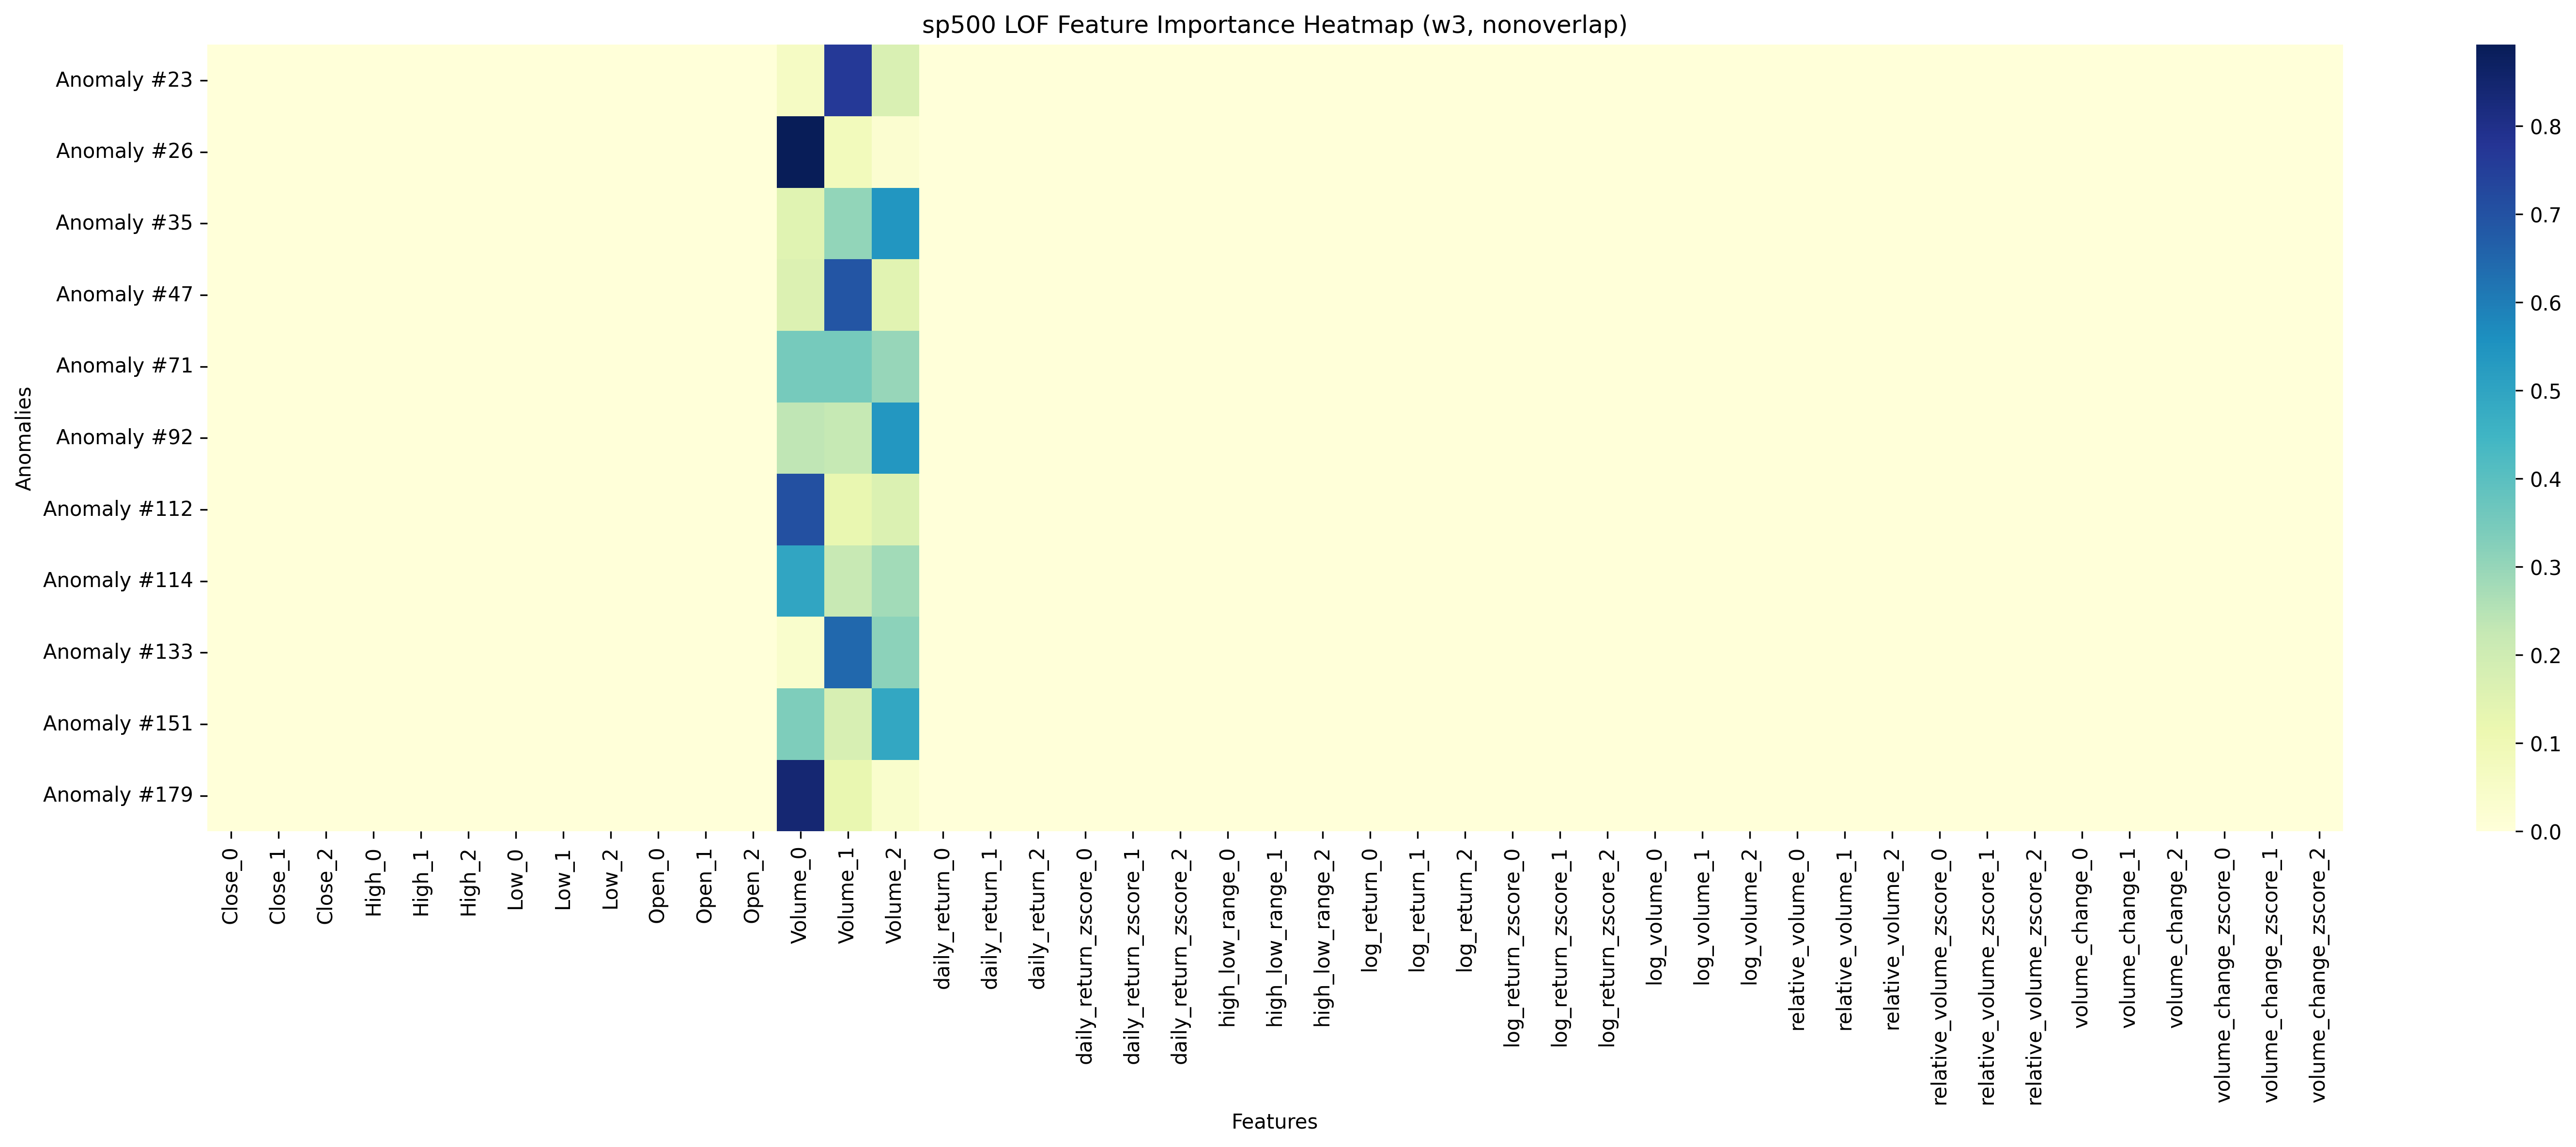 sp500 LOF Feature Importance Heatmap (w3, nonoverlap)
Anomalies
Anomaly #23
Anomaly #26
Anomaly #35
Anomaly #47
Anomaly #71
Anomaly #92
Anomaly #112
Anomaly #114
Anomaly #133
Anomaly #151
Anomaly #179
Close_0
Close_1
Close_2
High_0
High_1
High_2
Low_0
Low_1
Low_2
Open_0
Open_1
Open_2
Volume_0
Volume_1
Volume_2
daily_return_0
daily_return_1
daily_return_2
daily_return_zscore_0
daily_return_zscore_1
daily_return_zscore_2
high_low_range_0
high_low_range_1
high_low_range_2
log_return_0
log_return_1
log_return_2
log_return_zscore_0
log_return_zscore_1
log_return_zscore_2
log_volume_0
log_volume_1
log_volume_2
relative_volume_0
relative_volume_1
relative_volume_2
relative_volume_zscore_0
relative_volume_zscore_1
relative_volume_zscore_2
volume_change_0
volume_change_1
volume_change_2
volume_change_zscore_0
volume_change_zscore_1
volume_change_zscore_2
Features
0.8
0.7
0.6
0.5
0.4
0.3
0.2
0.1
0.0